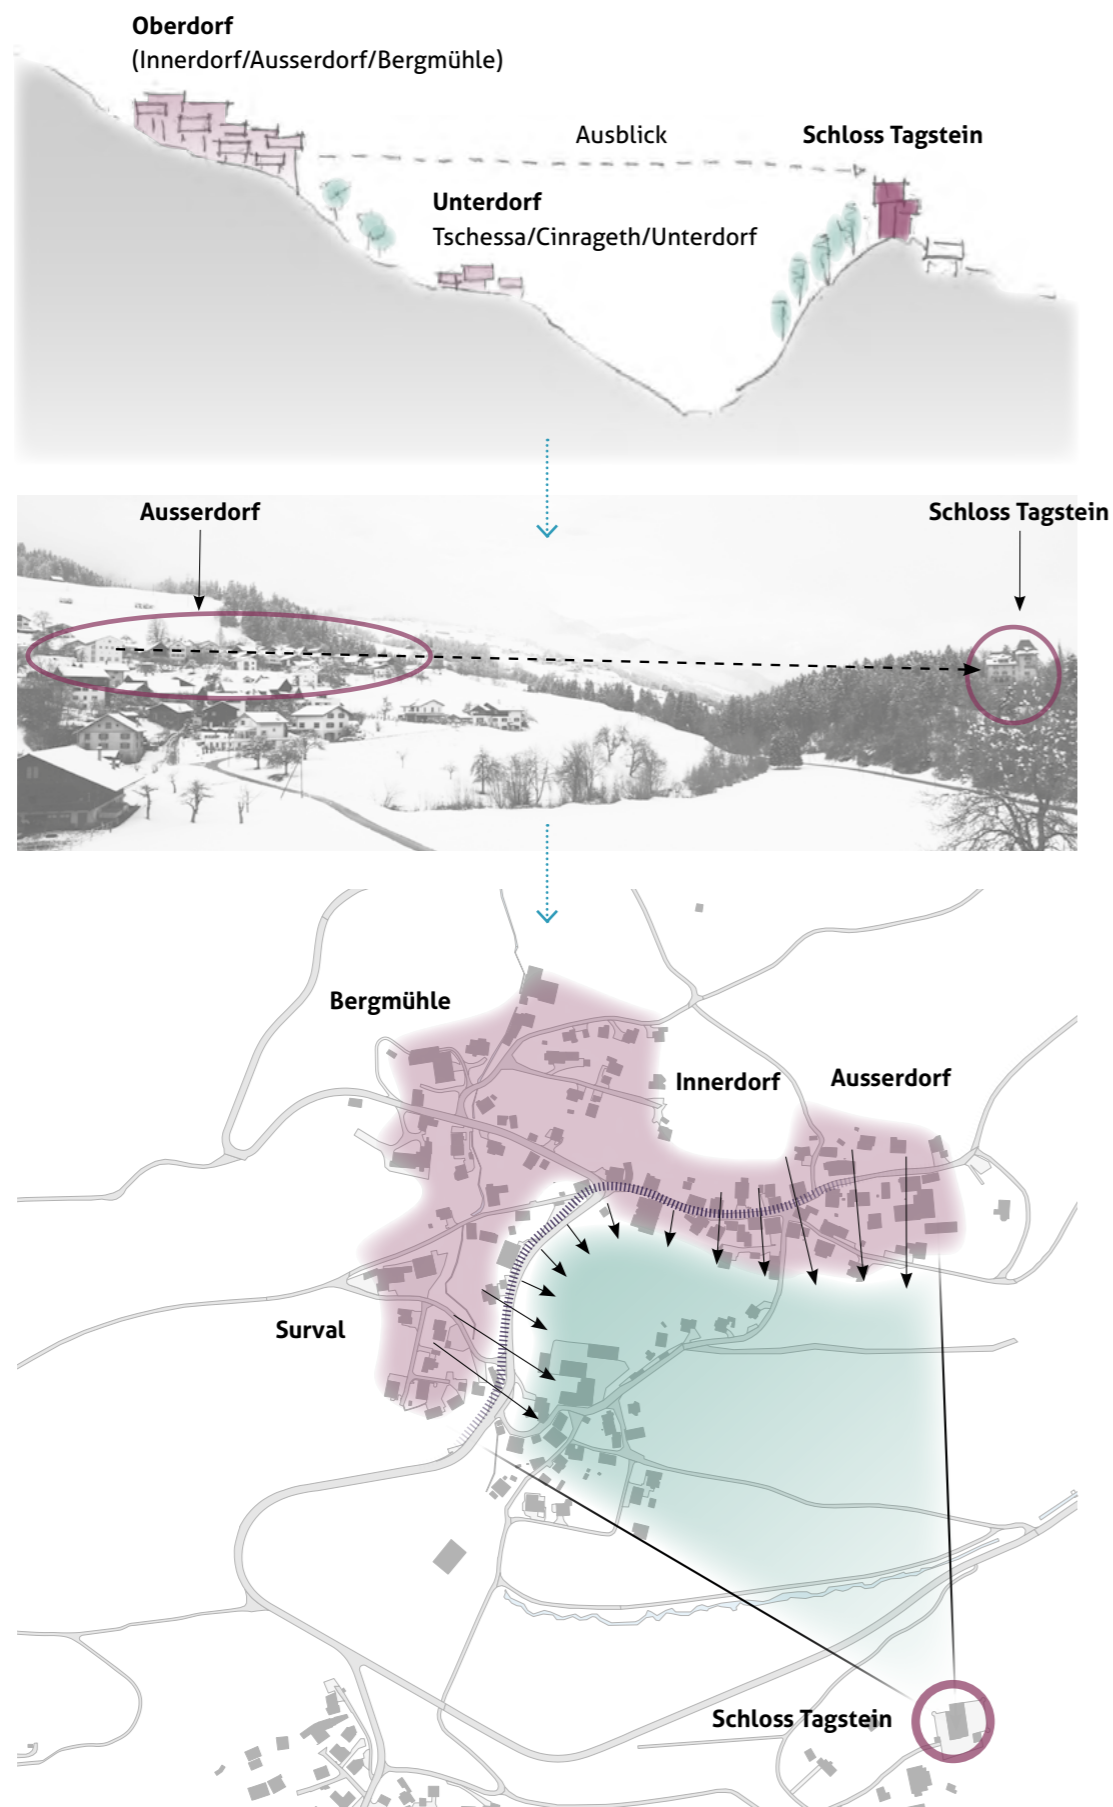 Oberdorf
(Innerdorf/Ausserdorf/Bergmühle)
Ausblick
Schloss Tagstein
Unterdorf
Tschessa/Cinrageth/Unterdorf
Ausserdorf
Schloss Tagstein
Bergmühle
Innerdorf
Ausserdorf
Surval
Schloss Tagstein